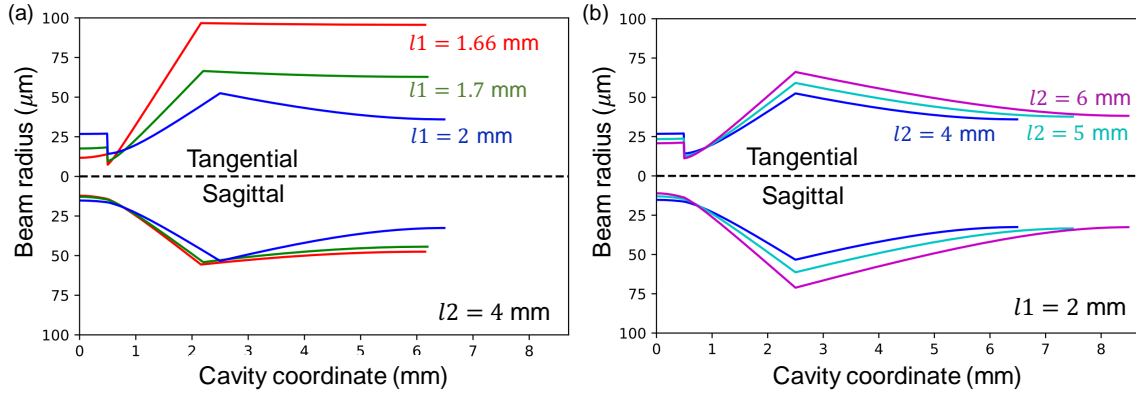 (a)
100
75
50
25
0
25
50
75
100
Beam radius (μm)
l1 = 1.66 mm
l1 = 1.7 mm
l1 = 2 mm
Tangential
Sagittal
l2 = 4 mm
0 1 2 3 4 5 6 7 8
Cavity coordinate (mm)
(b)
100
75
50
25
0
25
50
75
100
Beam radius (μm)
l2 = 6 mm
l2 = 4 mm l2 = 5 mm
Tangential
Sagittal
l1 = 2 mm
0 1 2 3 4 5 6 7 8
Cavity coordinate (mm)